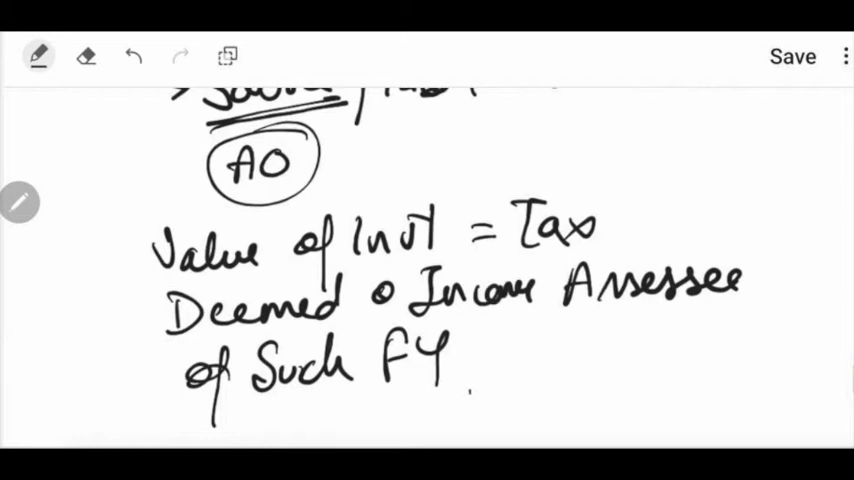 Save
AO
Value of Invt = Tax
Deemed o Income Assessee
of Such FY